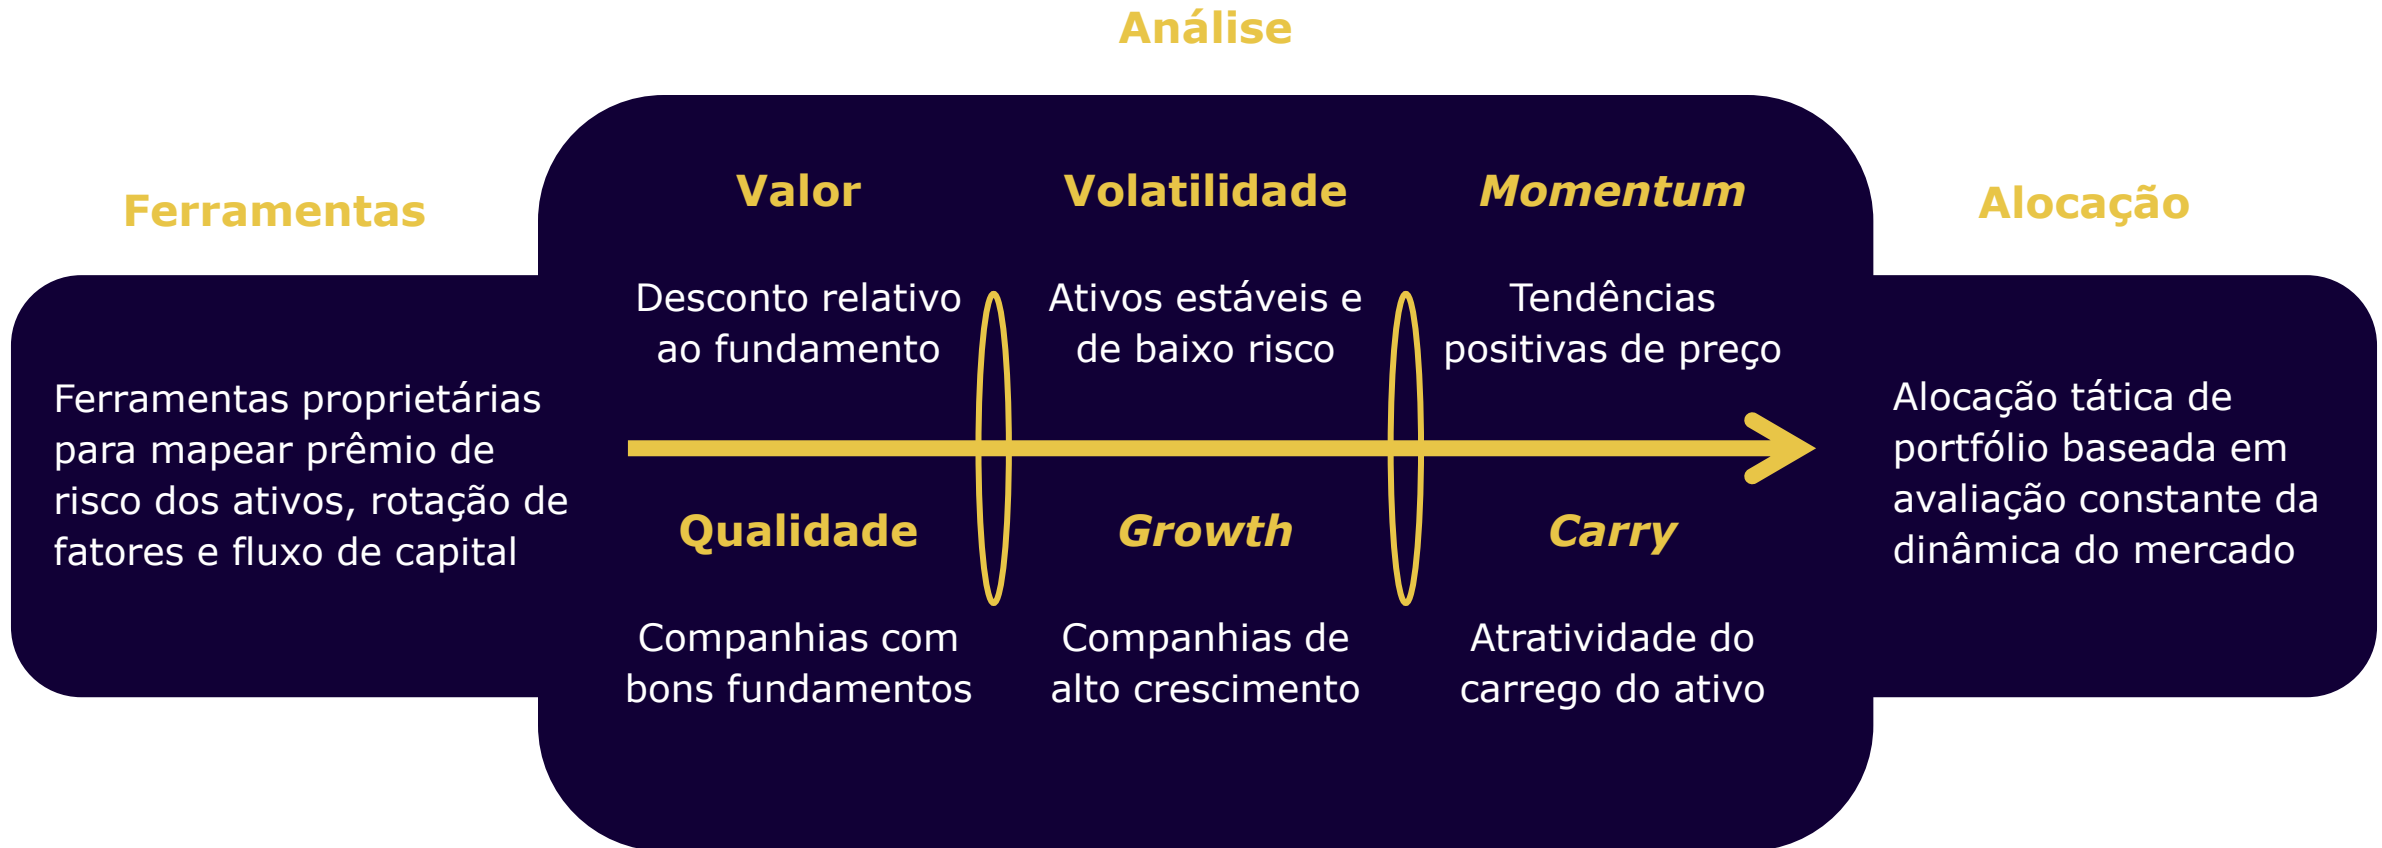 Análise
Ferramentas
Ferramentas proprietárias
para mapear prêmio de
risco dos ativos, rotação de
fatores e fluxo de capital
Valor
Desconto relativo
ao fundamento
Volatilidade
Ativos estáveis e
de baixo risco
Momentum
Tendências
positivas de preço
Qualidade
Companhias com
bons fundamentos
Growth
Companhias de
alto crescimento
Carry
Atratividade do
carrego do ativo
Alocação
Alocação tática de
portfólio baseada em
avaliação constante da
dinâmica do mercado